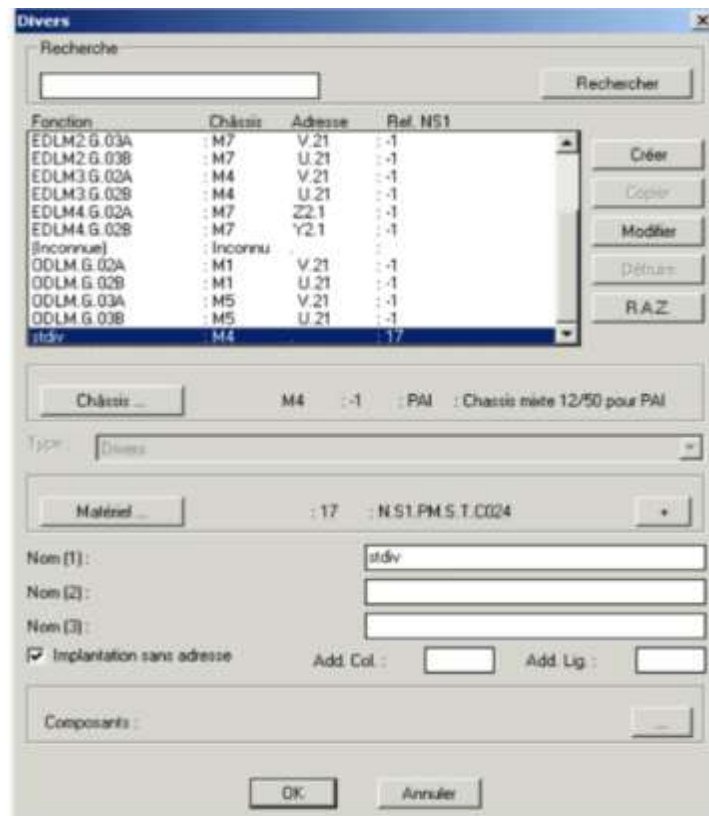 Divers
Recherche
Rechercher
Fonction Châssis Adresse Ref. NS1
EDLM2.G.03A : M7 V.21 : -1
EDLM2.G.03B : M7 U.21 : -1
EDLM3.G.02A : M4 V.21 : -1
EDLM3.G.02B : M4 U.21 : -1
EDLM4.G.02A : M7 Z2.1 : -1
EDLM4.G.02B : M7 Y2.1 : -1
(Inconnue) : Inconnu . :
ODLM.G.02A : M1 V.21 : -1
ODLM.G.02B : M1 U.21 : -1
ODLM.G.03A : M5 V.21 : -1
ODLM.G.03B : M5 U.21 : -1
stdiv : M4 . : 17
Créer
Copier
Modifier
Détruire
R.A.Z.
Châssis ... M4 : -1 : PAI : Chassis mixte 12/50 pour PAI
Type : Divers
Matériel ... : 17 : N.S1.PM.S.T.C024 +
Nom (1) : stdiv
Nom (2) :
Nom (3) :
Implantation sans adresse Add. Col. : Add. Lig. :
Composants : ...
OK Annuler